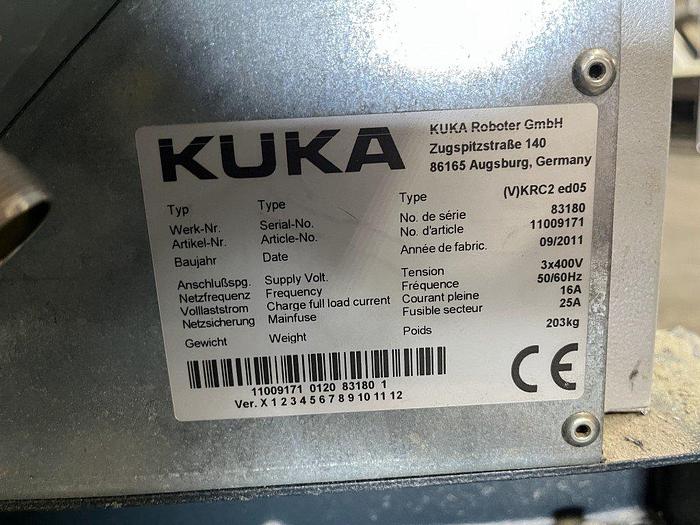 KUKA
KUKA Roboter GmbH
Zugspitzstraße 140
86165 Augsburg, Germany
Typ Type Type (V)KRC2 ed05
Werk-Nr. Serial-No. No. de série 83180
Artikel-Nr. Article-No. No. d'article 11009171
Baujahr Date Année de fabric. 09/2011
Anschlußspg. Supply Volt. Tension 3x400V
Netzfrequenz Frequency Fréquence 50/60Hz
Volllaststrom Charge full load current Courant pleine 16A
Netzsicherung Mainfuse Fusible secteur 25A
Gewicht Weight Poids 203kg
11009171 0120 83180 1
Ver. X 1 2 3 4 5 6 7 8 9 10 11 12
CE